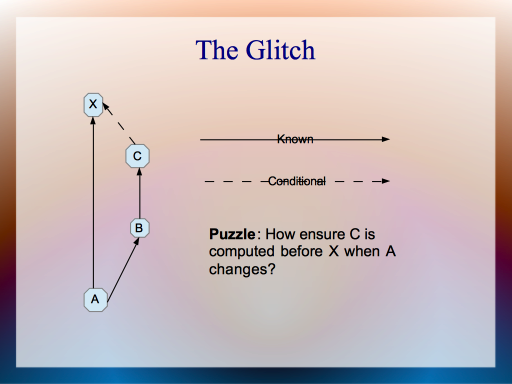 The Glitch
X
Known
C
Conditional
B
Puzzle: How ensure C is
computed before X when A
changes?
A